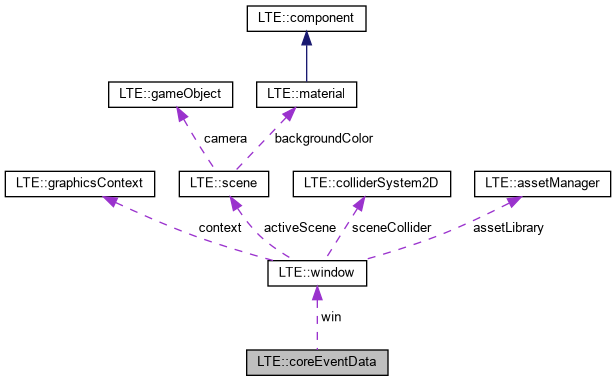 LTE::component
LTE::gameObject
LTE::material
camera
backgroundColor
LTE::graphicsContext
LTE::scene
LTE::colliderSystem2D
LTE::assetManager
context
activeScene
sceneCollider
assetLibrary
LTE::window
win
LTE::coreEventData